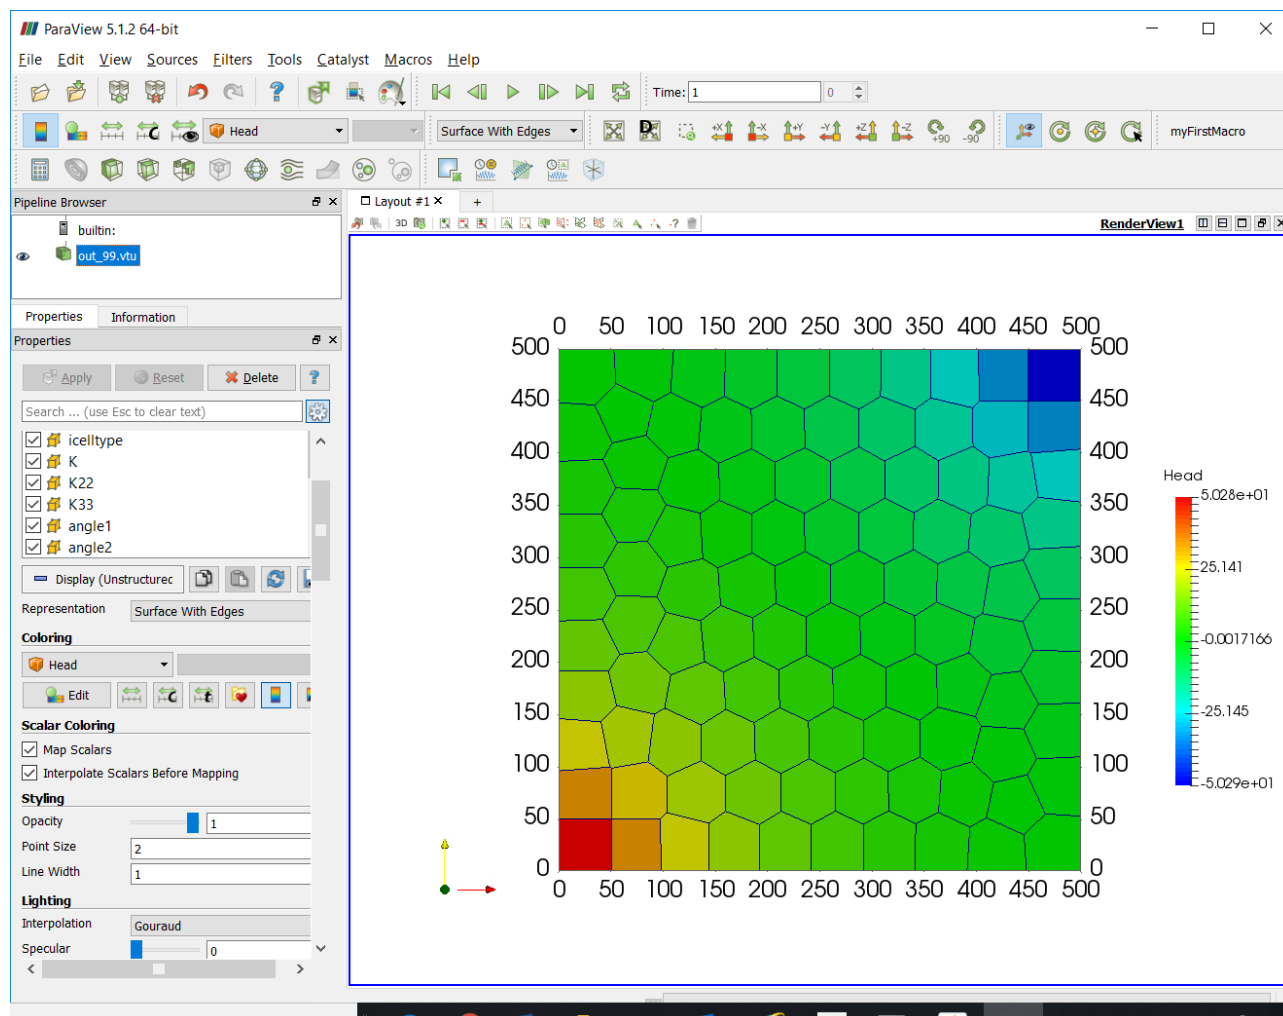 ParaView 5.1.2 64-bit
File Edit View Sources Filters Tools Catalyst Macros Help
Time: 1 0
Head Surface With Edges +X -X +Y -Y +Z -Z +90 -90 myFirstMacro
Pipeline Browser
Layout #1 +
3D RenderView1
builtin:
out_99.vtu
Properties Information
Properties
Apply Reset Delete ?
Search ... (use Esc to clear text)
icelltype
K
K22
K33
angle1
angle2
Display (Unstructurec
Representation Surface With Edges
Coloring
Head
Edit
Scalar Coloring
Map Scalars
Interpolate Scalars Before Mapping
Styling
Opacity 1
Point Size 2
Line Width 1
Lighting
Interpolation Gouraud
Specular 0
0 50 100 150 200 250 300 350 400 450 500
500 500
450 450
400 400
350 350
300 300
250 250
200 200
150 150
100 100
50 50
0 0
0 50 100 150 200 250 300 350 400 450 500
Head
5.028e+01
25.141
-0.0017166
-25.145
-5.029e+01